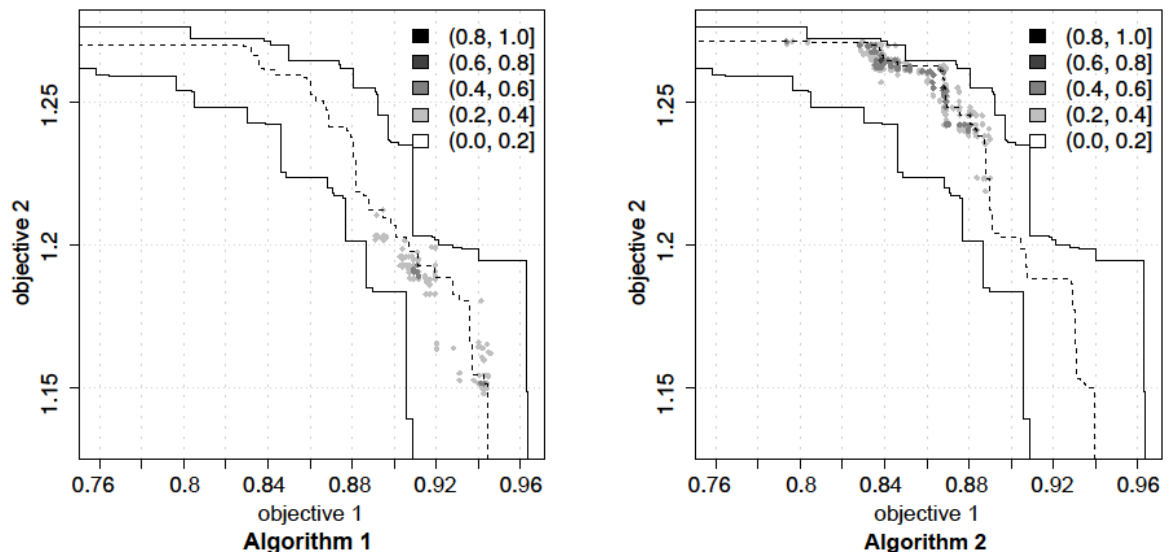 (0.8, 1.0]
(0.6, 0.8]
(0.4, 0.6]
(0.2, 0.4]
(0.0, 0.2]
1.25
1.2
1.15
objective 2
0.76 0.8 0.84 0.88 0.92 0.96
objective 1
Algorithm 1
(0.8, 1.0]
(0.6, 0.8]
(0.4, 0.6]
(0.2, 0.4]
(0.0, 0.2]
1.25
1.2
1.15
objective 2
0.76 0.8 0.84 0.88 0.92 0.96
objective 1
Algorithm 2